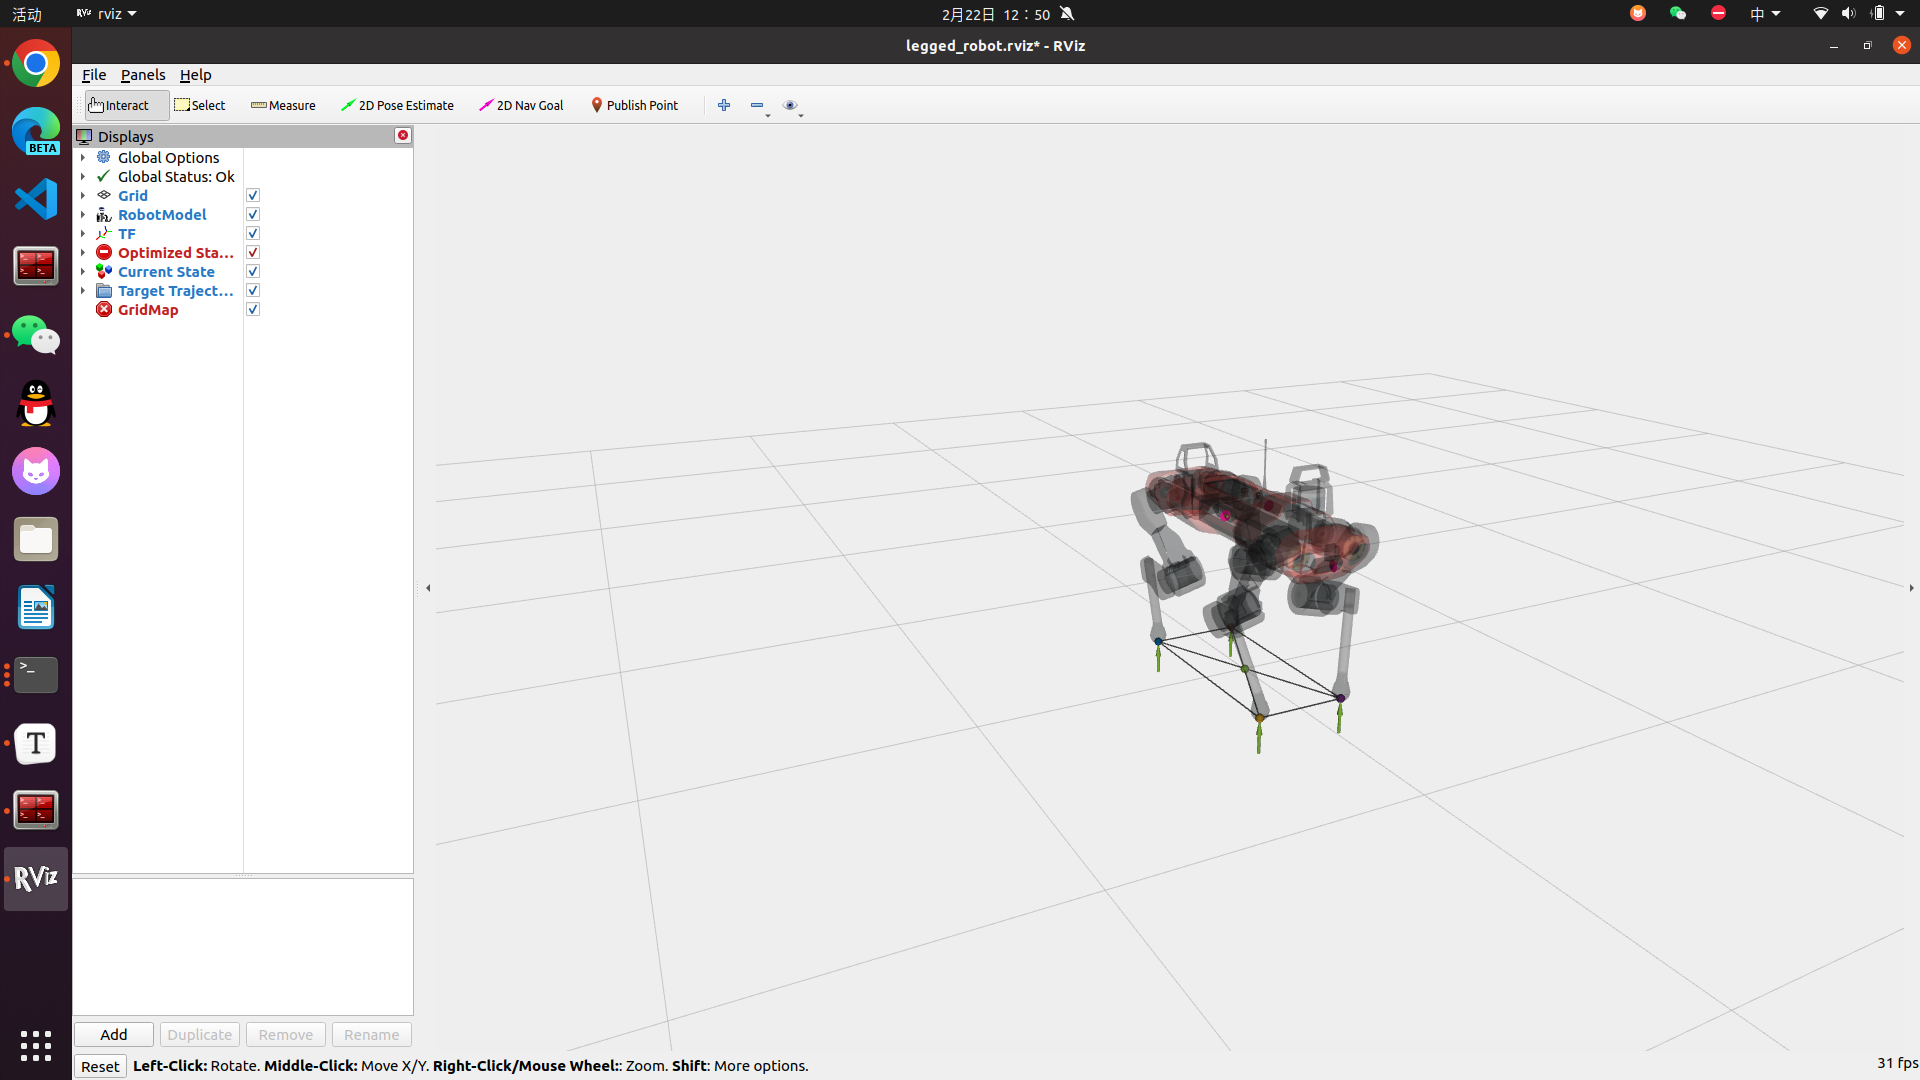 活动
RViz rviz
2月22日 12：50
中
legged_robot.rviz* - RViz
File Panels Help
Interact Select Measure 2D Pose Estimate 2D Nav Goal Publish Point
Displays
Global Options
Global Status: Ok
Grid
RobotModel
TF
Optimized Sta...
Current State
Target Traject...
GridMap
BETA
>_
T
RViz
Add Duplicate Remove Rename
Reset Left-Click: Rotate. Middle-Click: Move X/Y. Right-Click/Mouse Wheel:: Zoom. Shift: More options.
31 fps